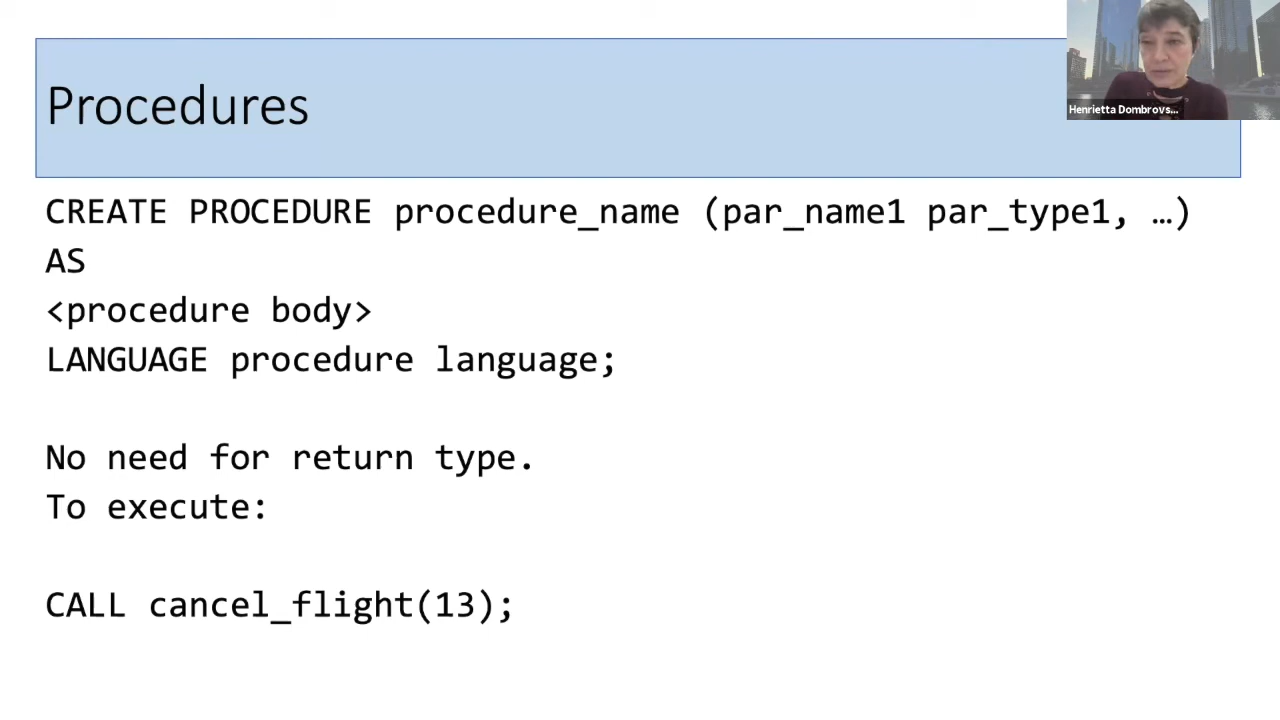 Procedures
Henrietta Dombrovs...
CREATE PROCEDURE procedure_name (par_name1 par_type1, …)
AS
<procedure body>
LANGUAGE procedure language;
No need for return type.
To execute:
CALL cancel_flight(13);